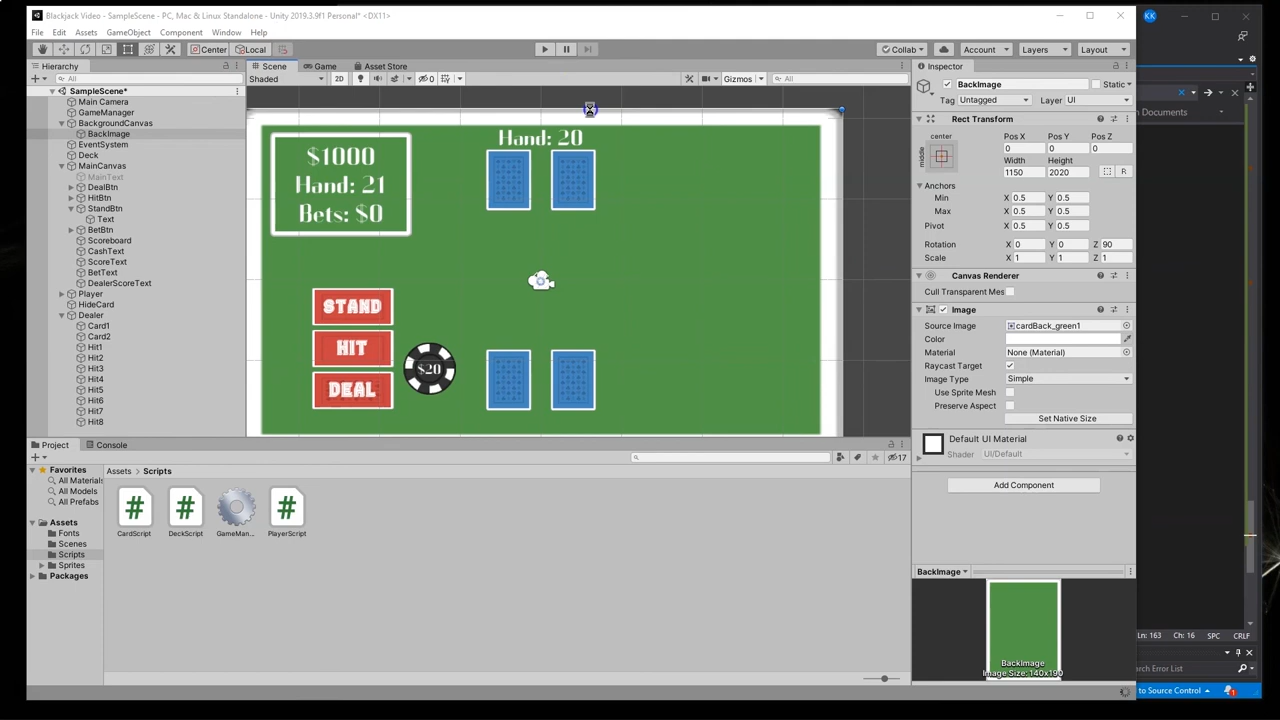 Blackjack Video - SampleScene - PC, Mac & Linux Standalone - Unity 2019.3.9f1 Personal* <DX11>
KK
File Edit Assets GameObject Component Window Help
Center Local Collab Account Layers Layout
Hierarchy
Scene Game Asset Store
Inspector
All
Shaded 2D 0 Gizmos All
SampleScene*
Main Camera
GameManager
BackgroundCanvas
BackImage
EventSystem
Deck
MainCanvas
MainText
DealBtn
HitBtn
StandBtn
Text
BetBtn
Scoreboard
CashText
ScoreText
BetText
DealerScoreText
Player
HideCard
Dealer
Card1
Card2
Hit1
Hit2
Hit3
Hit4
Hit5
Hit6
Hit7
Hit8
$1000
Hand: 21
Bets: $0
Hand: 20
STAND
HIT
DEAL
$20
BackImage Static
Tag Untagged Layer UI
Rect Transform
center
middle
Pos X Pos Y Pos Z
0 0 0
Width Height
1150 2020 R
Anchors
Min X 0.5 Y 0.5
Max X 0.5 Y 0.5
Pivot X 0.5 Y 0.5
Rotation X 0 Y 0 Z 90
Scale X 1 Y 1 Z 1
Canvas Renderer
Cull Transparent Mes
Image
Source Image cardBack_green1
Color
Material None (Material)
Raycast Target
Image Type Simple
Use Sprite Mesh
Preserve Aspect
Set Native Size
Default UI Material
Shader UI/Default
Add Component
BackImage
BackImage
Image Size: 140x190
Project Console
17
Favorites
All Materials
All Models
All Prefabs
Assets
Fonts
Scenes
Scripts
Sprites
Packages
Assets Scripts
CardScript DeckScript GameMan... PlayerScript
Documents
Ln: 163 Ch: 16 SPC CRLF
earch Error List
to Source Control